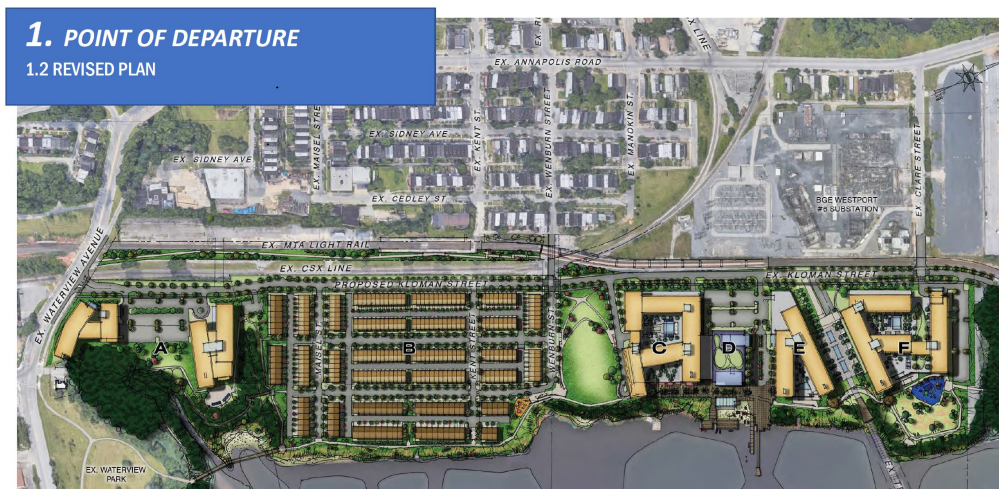 1. POINT OF DEPARTURE
1.2 REVISED PLAN
EX. ANNAPOLIS ROAD
EX. SIDNEY AVE
EX. SIDNEY AVE
EX. KENT ST.
EX. WENBURN STREET
EX. MANOKIN ST.
EX. CLARE STREET
EX. CEDLEY ST
BGE WESTPORT
#6 SUBSTATION
EX. WATERVIEW AVENUE
EX. MTA LIGHT RAIL
EX. CSX LINE
EX. KLOMAN STREET
PROPOSED KLOMAN STREET
MAISEL ST
KENT STREET
WENBURN ST
A
B
C
D
E
F
EX. WATERVIEW
PARK